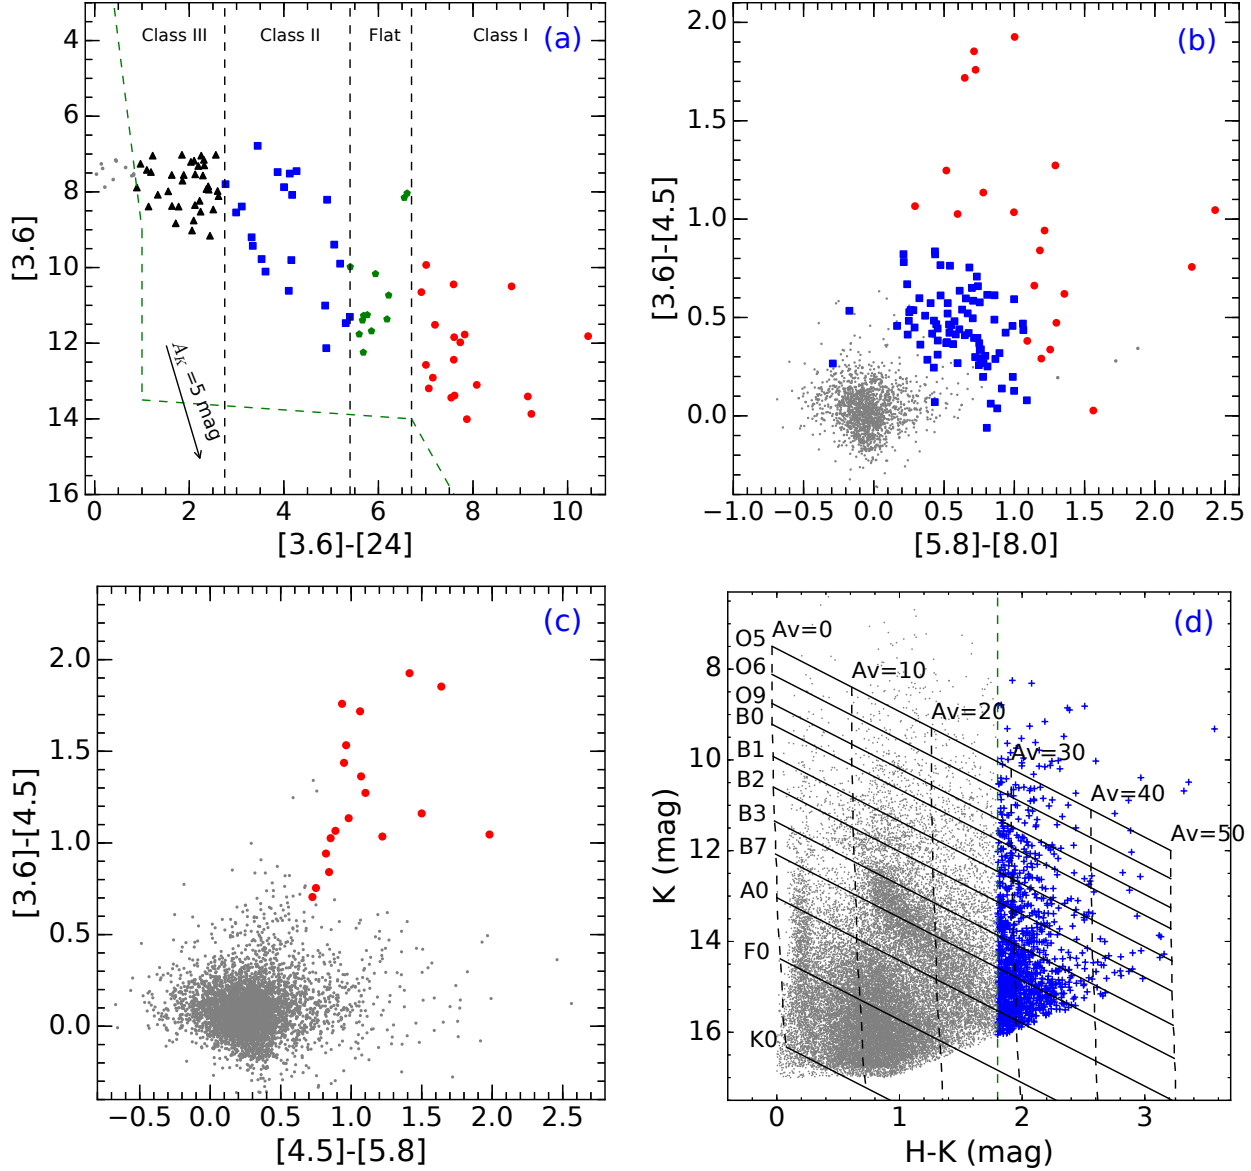 Class III Class II Flat Class I (a)
4
6
8
10
12
14
16
[3.6]
A_K =5 mag
0 2 4 6 8 10
[3.6]-[24]
(b)
2.0
1.5
1.0
0.5
0.0
[3.6]-[4.5]
−1.0 −0.5 0.0 0.5 1.0 1.5 2.0 2.5
[5.8]-[8.0]
(c)
2.0
1.5
1.0
0.5
0.0
[3.6]-[4.5]
−0.5 0.0 0.5 1.0 1.5 2.0 2.5
[4.5]-[5.8]
(d)
8
10
12
14
16
K (mag)
O5
O6
O9
B0
B1
B2
B3
B7
A0
F0
K0
Av=0
Av=10
Av=20
Av=30
Av=40
Av=50
0 1 2 3
H-K (mag)